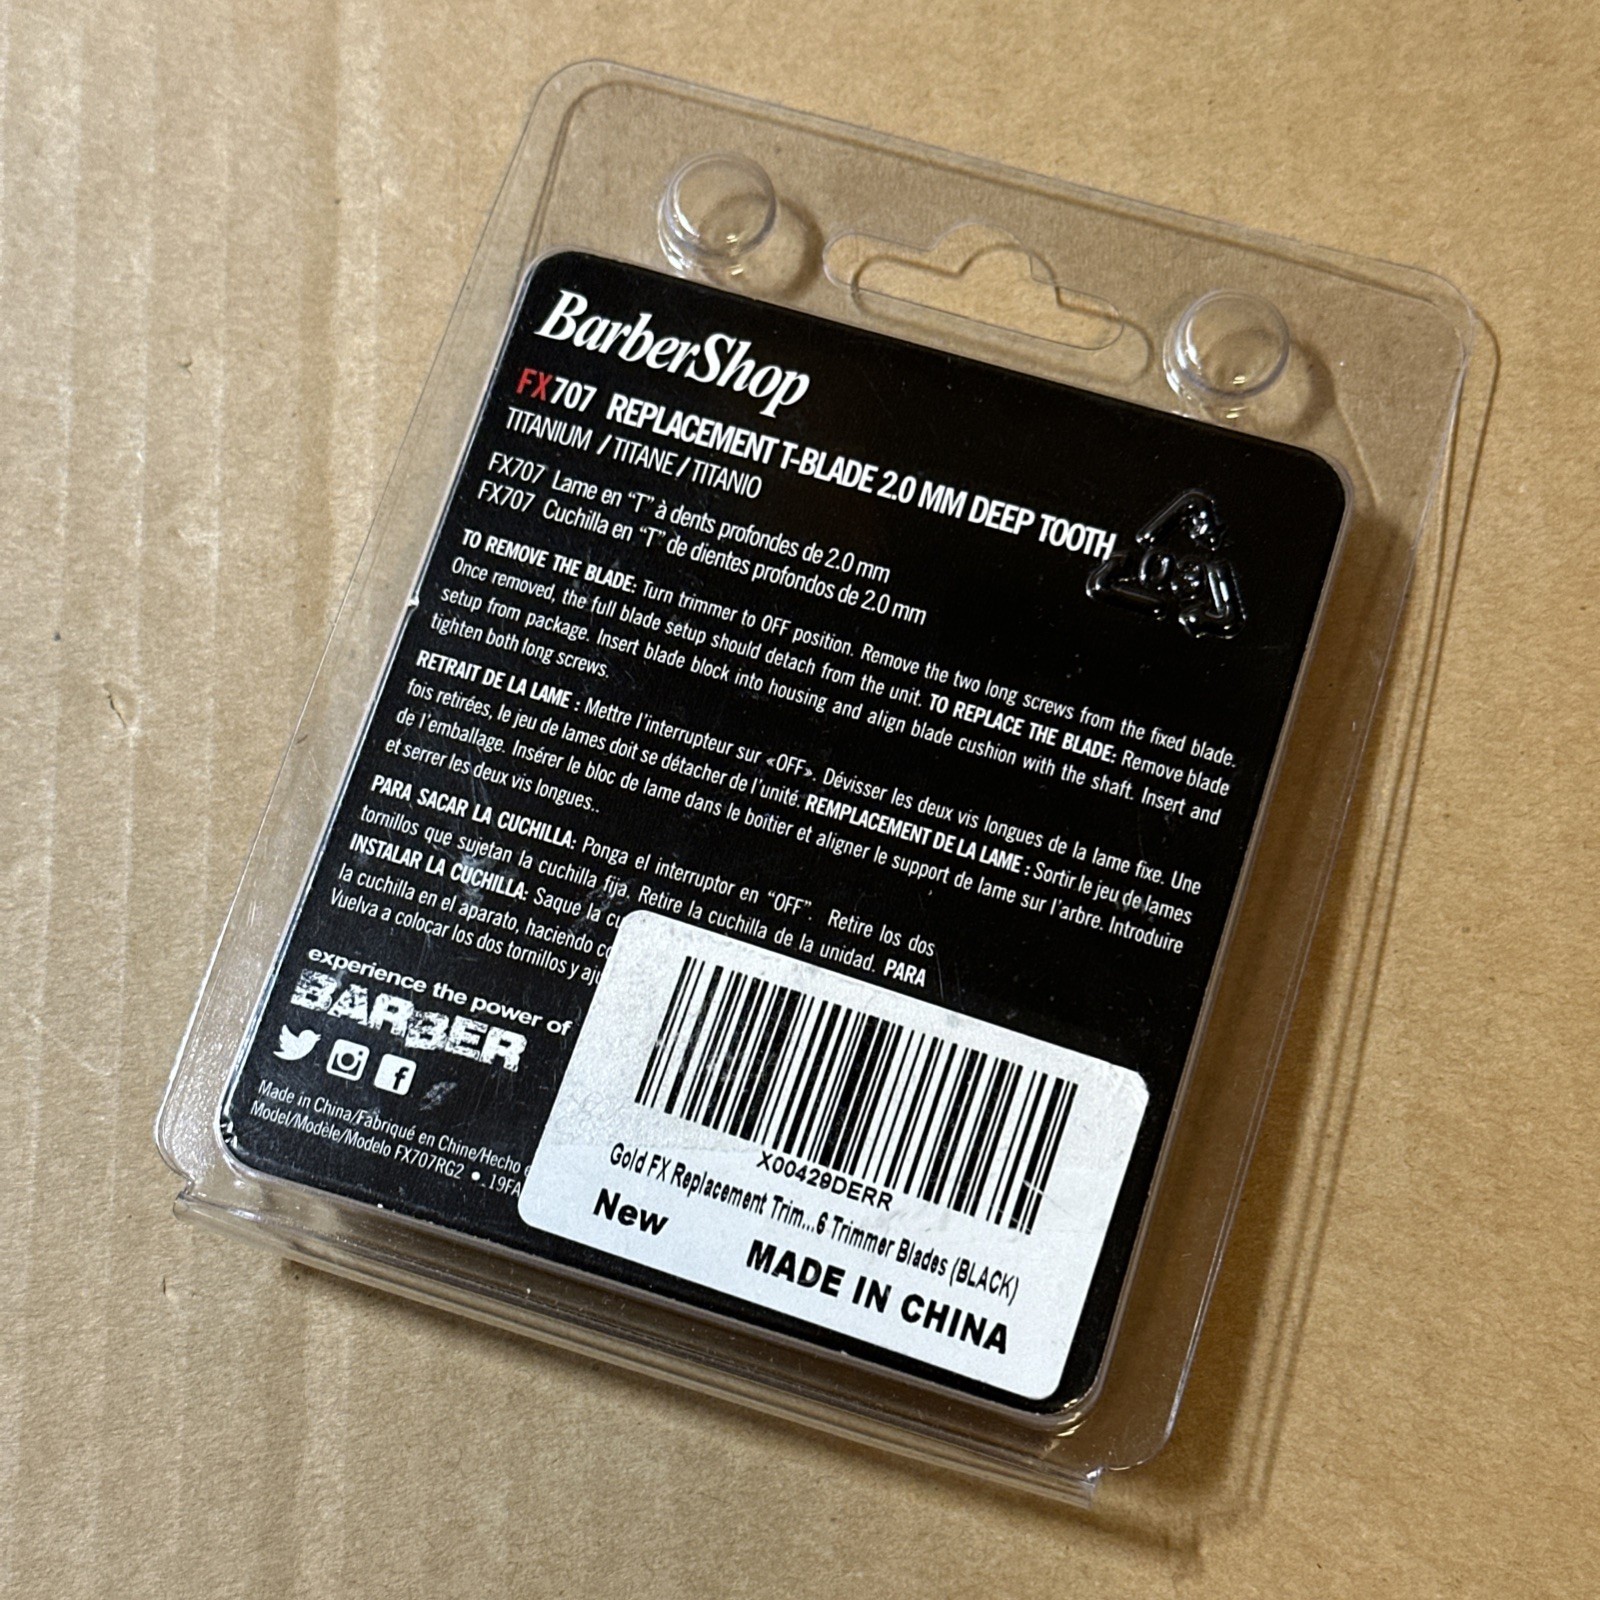 BarberShop
FX707 REPLACEMENT T-BLADE 2.0 MM DEEP TOOTH
TITANIUM / TITANE / TITANIO
FX707 Lame en “T” à dents profondes de 2.0 mm
FX707 Cuchilla en “T” de dientes profondos de 2.0 mm
TO REMOVE THE BLADE: Turn trimmer to OFF position. Remove the two long screws from the fixed blade.
Once removed, the full blade setup should detach from the unit. TO REPLACE THE BLADE: Remove blade
setup from package. Insert blade block into housing and align blade cushion with the shaft. Insert and
tighten both long screws.
RETRAIT DE LA LAME : Mettre l’interrupteur sur «OFF». Dévisser les deux vis longues de la lame fixe. Une
fois retirées, le jeu de lames doit se détacher de l’unité. REMPLACEMENT DE LA LAME : Sortir le jeu de lames
de l’emballage. Insérer le bloc de lame dans le boîtier et aligner le support de lame sur l’arbre. Introduire
et serrer les deux vis longues..
PARA SACAR LA CUCHILLA: Ponga el interruptor en “OFF”. Retire los dos
tornillos que sujetan la cuchilla fija. Retire la cuchilla de la unidad. PARA
INSTALAR LA CUCHILLA: Saque la cu
la cuchilla en el aparato, haciendo co
Vuelva a colocar los dos tornillos y aju
experience the power of
BARBER
Made in China/Fabriqué en Chine/Hecho
Model/Modèle/Modelo FX707RG2 • .19FA
X00429DERR
Gold FX Replacement Trim...6 Trimmer Blades (BLACK)
New
MADE IN CHINA